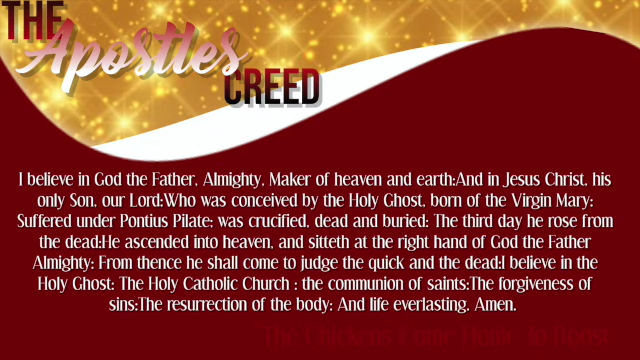 THE
Apostles
CREED
I believe in God the Father, Almighty, Maker of heaven and earth:And in Jesus Christ, his
only Son, our Lord:Who was conceived by the Holy Ghost, born of the Virgin Mary:
Suffered under Pontius Pilate; was crucified, dead and buried: The third day he rose from
the dead:He ascended into heaven, and sitteth at the right hand of God the Father
Almighty: From thence he shall come to judge the quick and the dead:I believe in the
Holy Ghost: The Holy Catholic Church : the communion of saints:The forgiveness of
sins:The resurrection of the body: And life everlasting. Amen.
"The Chickens Come Home To Roost